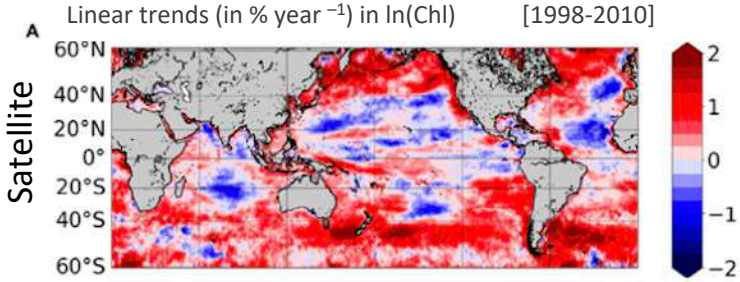 Linear trends (in % year ⁻¹) in ln(Chl) [1998-2010]
A
Satellite
60°N
40°N
20°N
0°
20°S
40°S
60°S
2
1
0
−1
−2